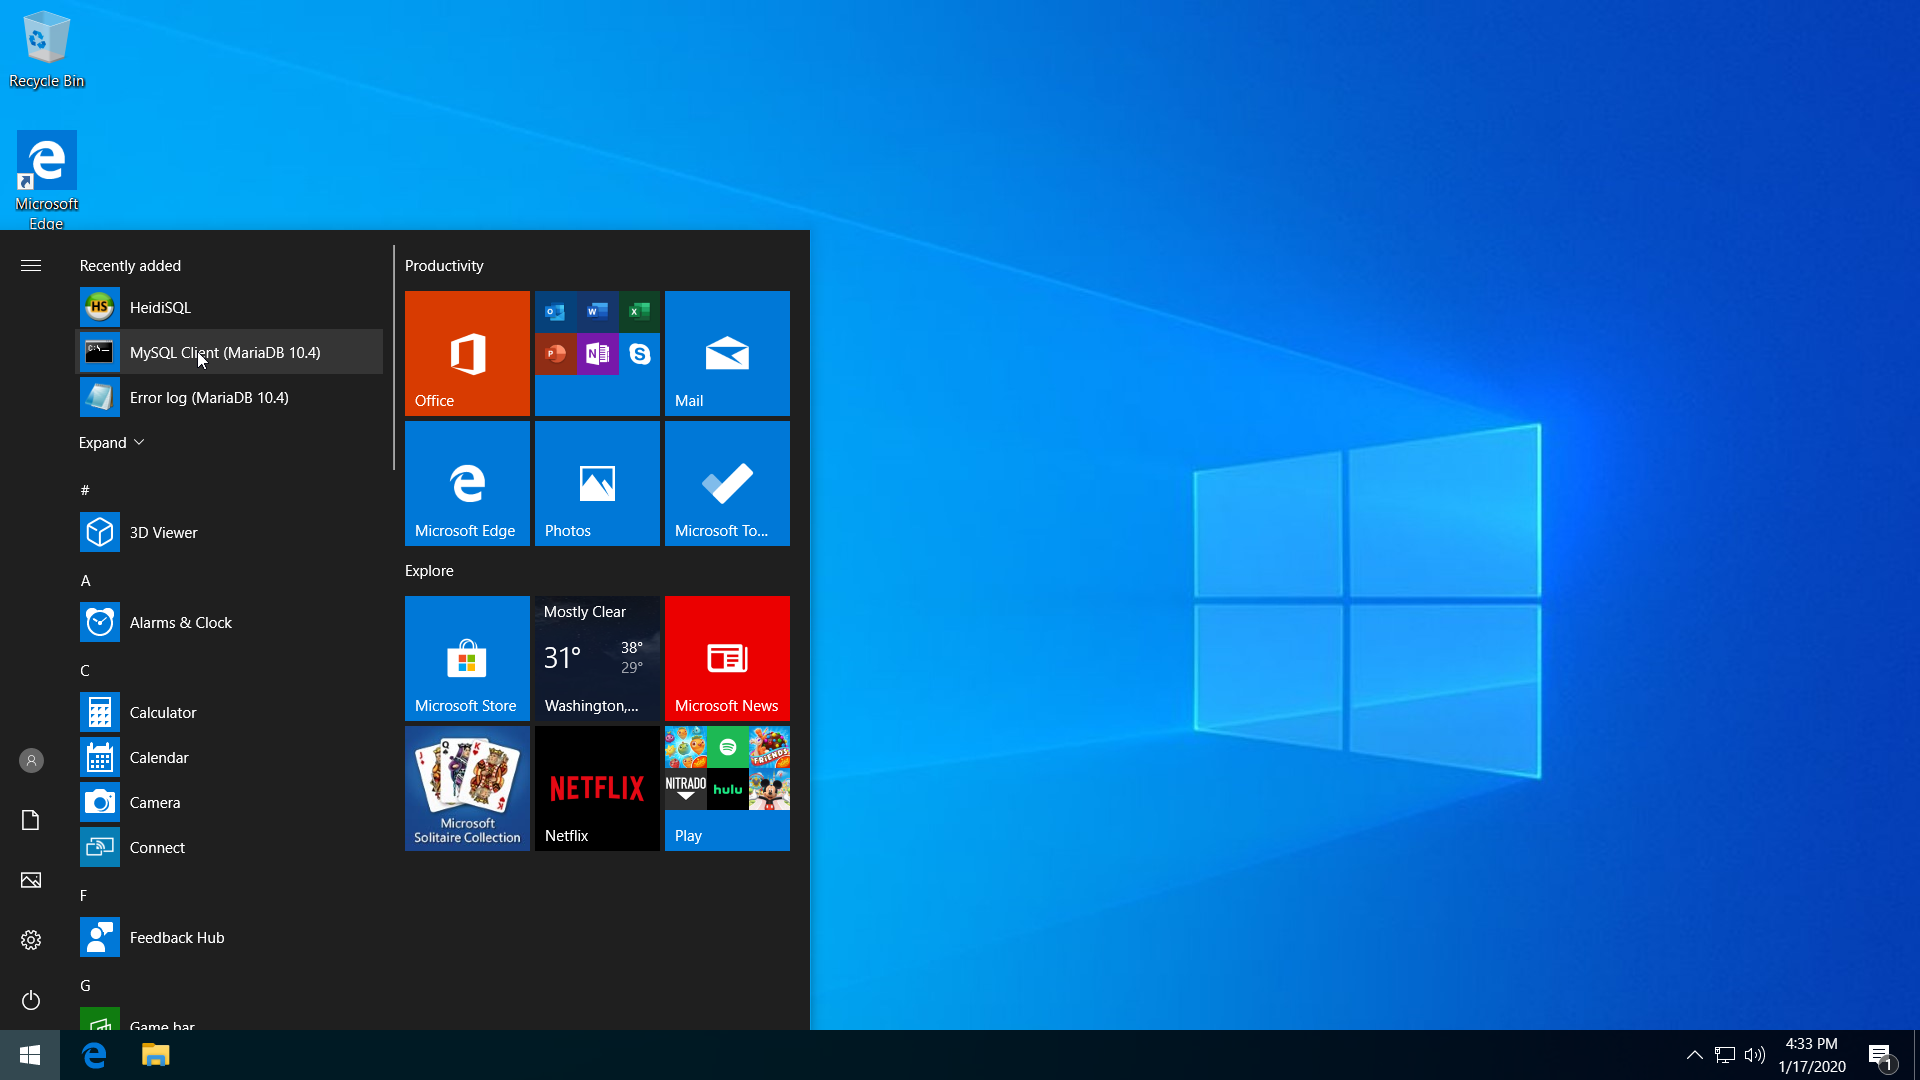 Recycle Bin
Microsoft
Edge
Recently added
HeidiSQL
MySQL Client (MariaDB 10.4)
Error log (MariaDB 10.4)
Expand
#
3D Viewer
A
Alarms & Clock
C
Calculator
Calendar
Camera
Connect
F
Feedback Hub
G
Game bar
Productivity
Office
Mail
Microsoft Edge
Photos
Microsoft To...
Explore
Microsoft Store
Mostly Clear
31°
38°
29°
Washington,...
Microsoft News
Microsoft
Solitaire Collection
NETFLIX
Netflix
FRIENDS
NITRADO
hulu
Play
4:33 PM
1/17/2020
1